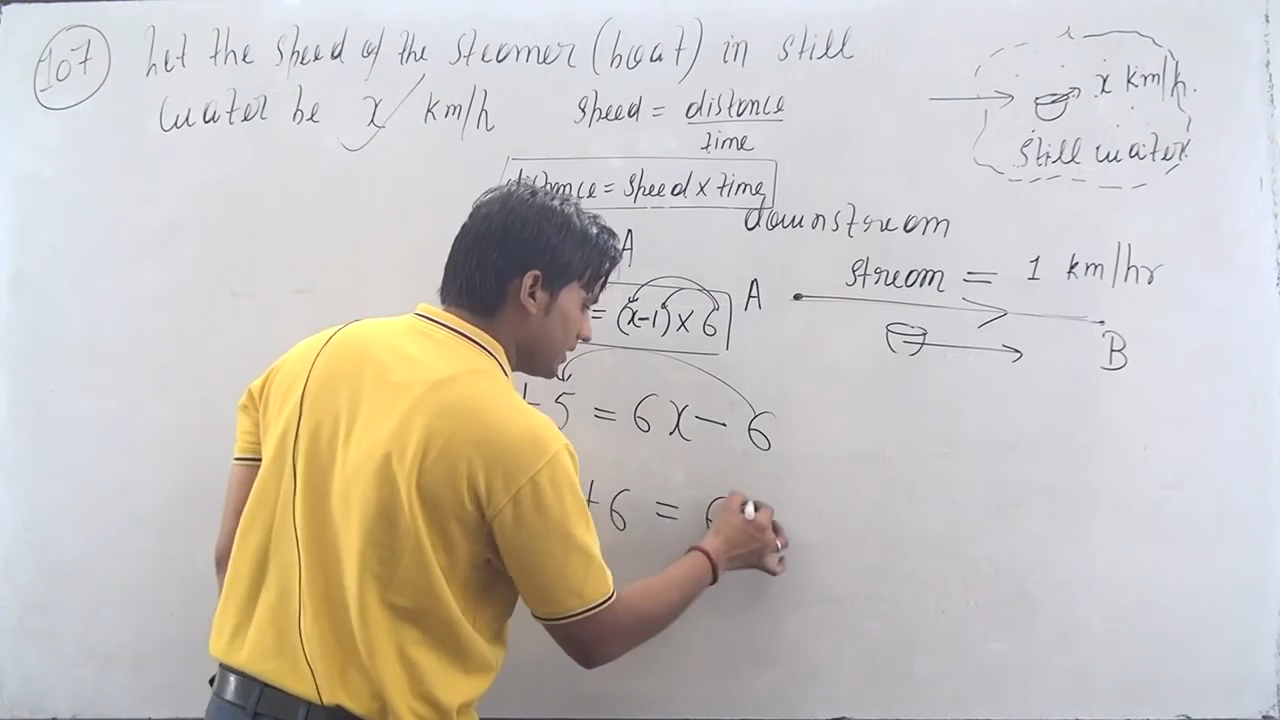 107 Let the speed of the steamer (boat) in still
water be x km/h speed = distance
time
distance = speed x time
x km/h.
still water
downstream
stream = 1 km/hr
A
= (x-1) x 6
A
B
+ 5 = 6x - 6
+ 6 = 6